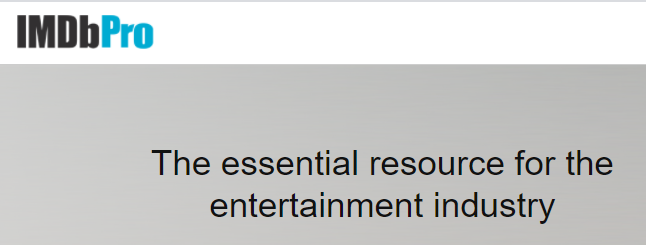 IMDbPro
The essential resource for the
entertainment industry